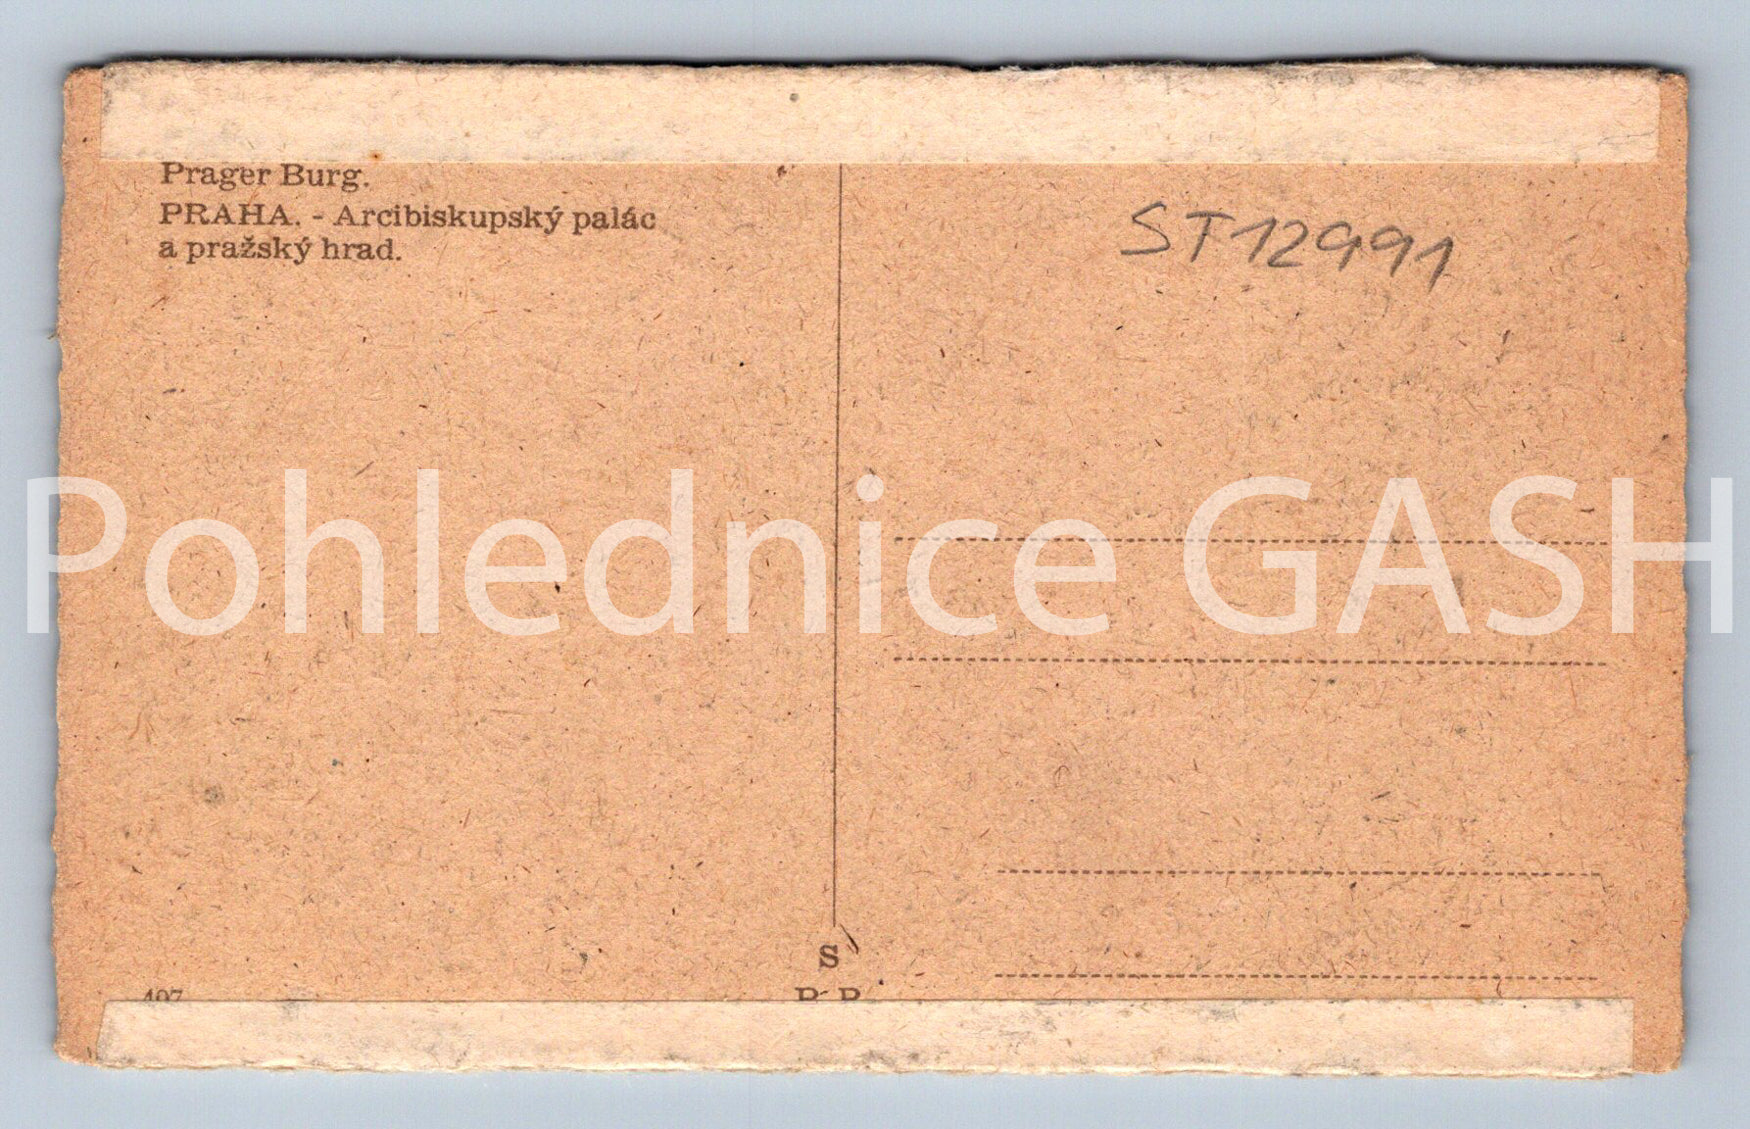 Prager Burg.
PRAHA. - Arcibiskupský palác
a pražský hrad.
ST12991
Pohlednice GASH
S